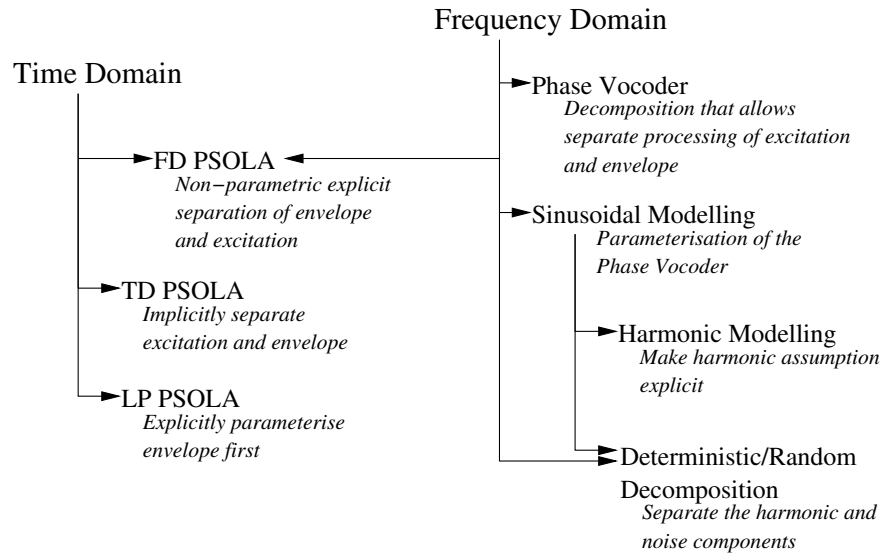 Time Domain
FD PSOLA
Non−parametric explicit
separation of envelope
and excitation
TD PSOLA
Implicitly separate
excitation and envelope
LP PSOLA
Explicitly parameterise
envelope first
Frequency Domain
Phase Vocoder
Decomposition that allows
separate processing of excitation
and envelope
Sinusoidal Modelling
Parameterisation of the
Phase Vocoder
Harmonic Modelling
Make harmonic assumption
explicit
Deterministic/Random
Decomposition
Separate the harmonic and
noise components